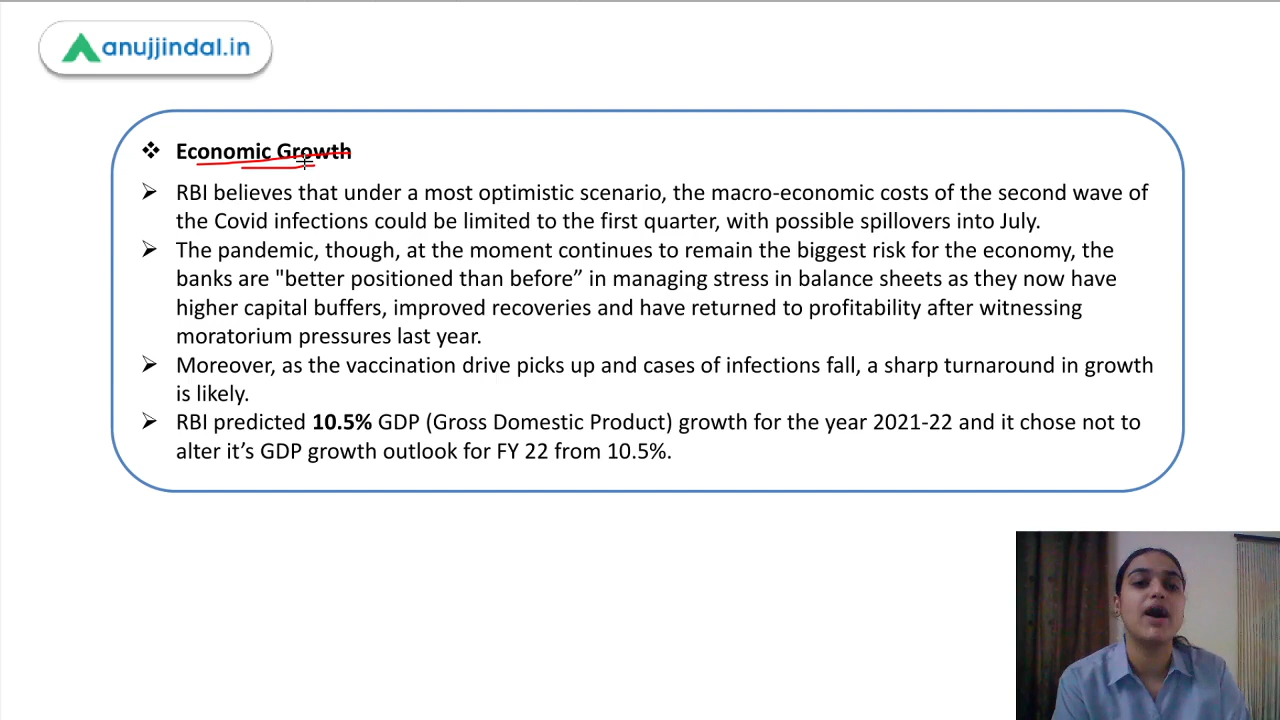 anujjindal.in
Economic Growth
RBI believes that under a most optimistic scenario, the macro-economic costs of the second wave of
the Covid infections could be limited to the first quarter, with possible spillovers into July.
The pandemic, though, at the moment continues to remain the biggest risk for the economy, the
banks are "better positioned than before” in managing stress in balance sheets as they now have
higher capital buffers, improved recoveries and have returned to profitability after witnessing
moratorium pressures last year.
Moreover, as the vaccination drive picks up and cases of infections fall, a sharp turnaround in growth
is likely.
RBI predicted 10.5% GDP (Gross Domestic Product) growth for the year 2021-22 and it chose not to
alter it’s GDP growth outlook for FY 22 from 10.5%.